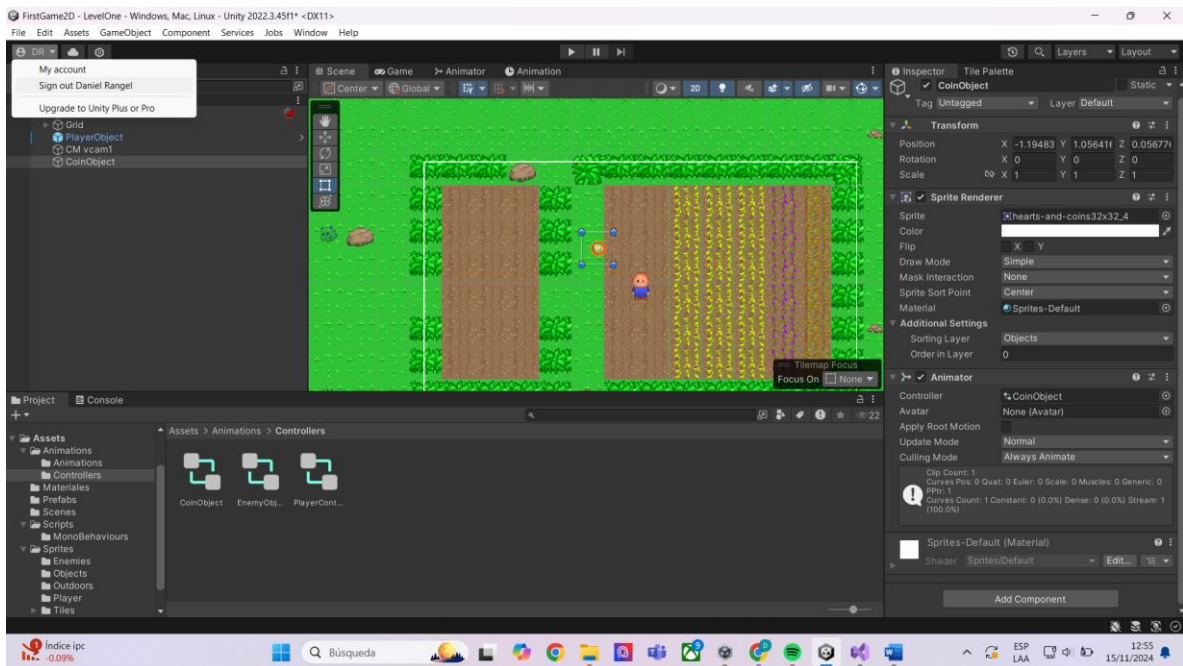 FirstGame2D - LevelOne - Windows, Mac, Linux - Unity 2022.3.45f1* <DX11>
File Edit Assets GameObject Component Services Jobs Window Help
DR
Layers Layout
My account
Sign out Daniel Rangel
Upgrade to Unity Plus or Pro
Grid
PlayerObject
CM vcam1
CoinObject
Scene Game Animator Animation
Center Global 2D
Tilemap Focus
Focus On None
Inspector Tile Palette
CoinObject Static
Tag Untagged Layer Default
Transform
Position X -1.19483 Y 1.05641 Z 0.05677
Rotation X 0 Y 0 Z 0
Scale X 1 Y 1 Z 1
Sprite Renderer
Sprite hearts-and-coins32x32_4
Color
Flip X Y
Draw Mode Simple
Mask Interaction None
Sprite Sort Point Center
Material Sprites-Default
Additional Settings
Sorting Layer Objects
Order in Layer 0
Animator
Controller CoinObject
Avatar None (Avatar)
Apply Root Motion
Update Mode Normal
Culling Mode Always Animate
Clip Count: 1
Curves Pos: 0 Quat: 0 Euler: 0 Scale: 0 Muscles: 0 Generic: 0
PPtr: 1
Curves Count: 1 Constant: 0 (0.0%) Dense: 0 (0.0%) Stream: 1
(100.0%)
Sprites-Default (Material)
Shader Sprites/Default Edit...
Add Component
Project Console
22
Assets
Animations
Animations
Controllers
Materiales
Prefabs
Scenes
Scripts
MonoBehaviours
Sprites
Enemies
Objects
Outdoors
Player
Tiles
Assets > Animations > Controllers
CoinObject EnemyObj... PlayerCont...
1
Índice ipc
-0.09%
Búsqueda
ESP
LAA
12:55
15/11/2024